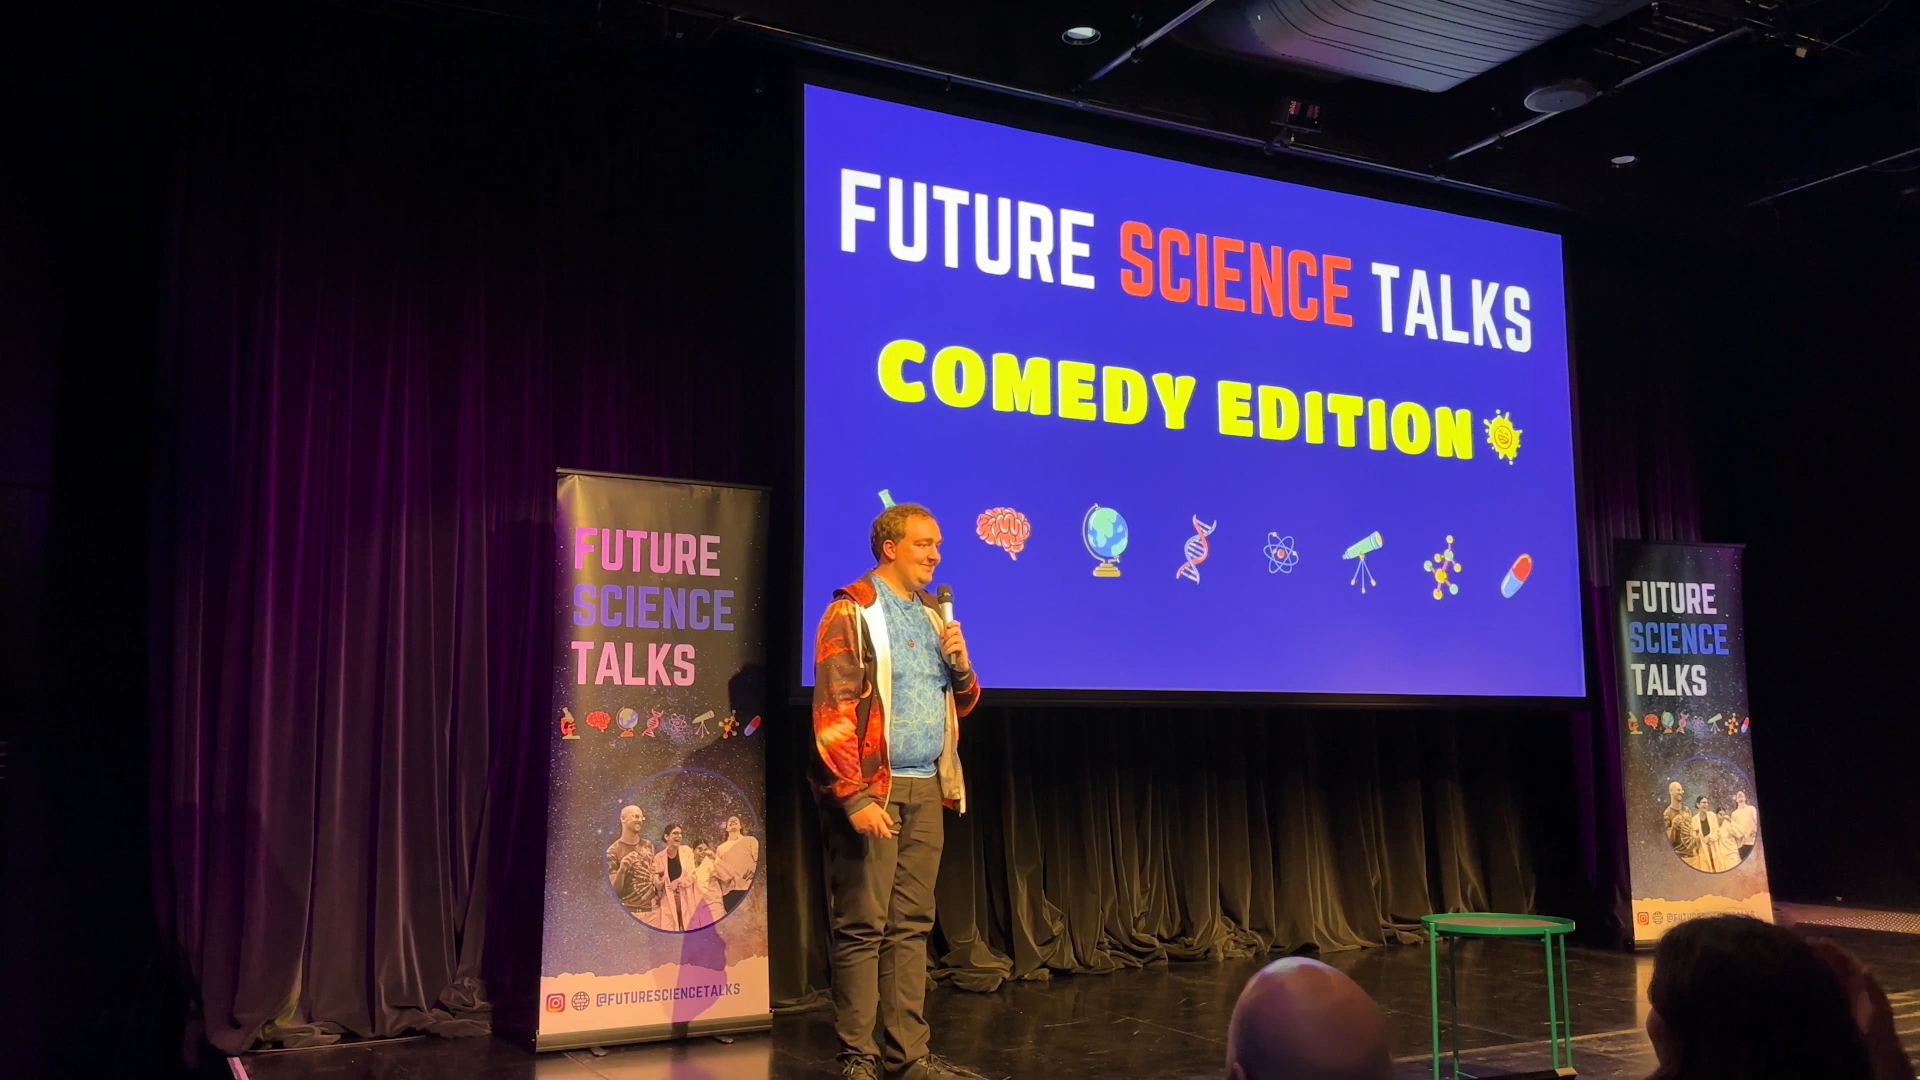 FUTURE SCIENCE TALKS
COMEDY EDITION
FUTURE
SCIENCE
TALKS
@FUTURESCIENCETALKS
FUTURE
SCIENCE
TALKS